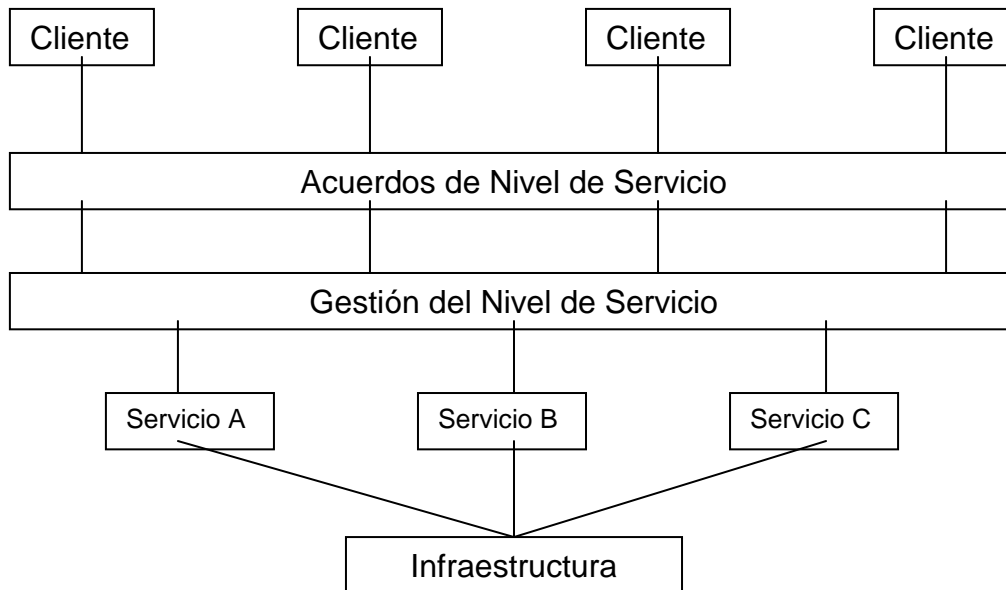 Cliente Cliente Cliente Cliente
Acuerdos de Nivel de Servicio
Gestión del Nivel de Servicio
Servicio A Servicio B Servicio C
Infraestructura